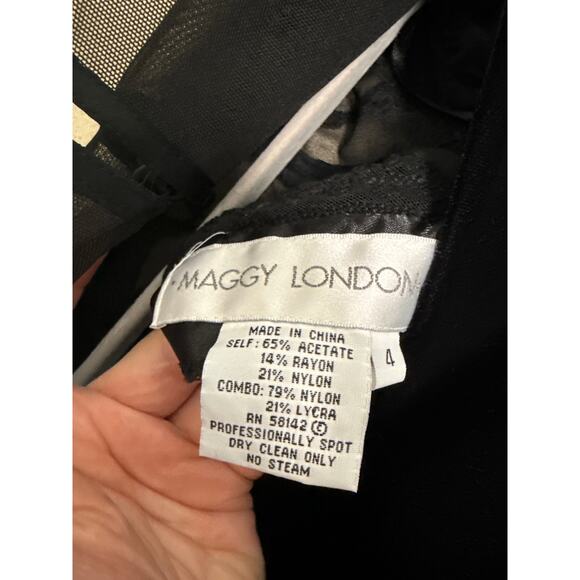 MAGGY LONDON
4
MADE IN CHINA
SELF: 65% ACETATE
14% RAYON
21% NYLON
COMBO: 79% NYLON
21% LYCRA
RN 58142 Ⓒ
PROFESSIONALLY SPOT
DRY CLEAN ONLY
NO STEAM